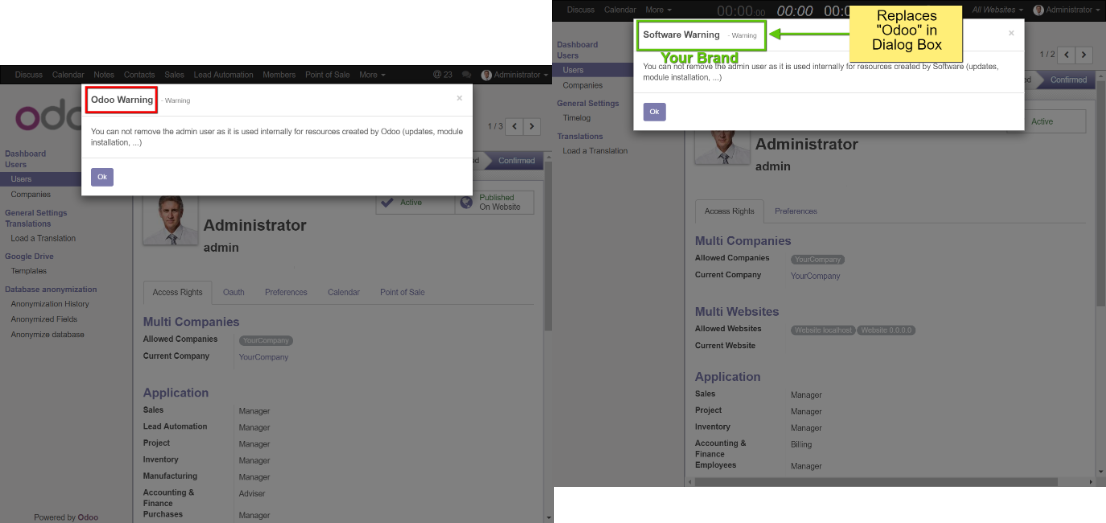 Discuss Calendar Notes Contacts Sales Lead Automation Members Point of Sale More @ 23 Administrator
odo
Odoo Warning - Warning ×
You can not remove the admin user as it is used internally for resources created by Odoo (updates, module
installation, ...)
Ok
1 / 3
Dashboard
Users
Users
Companies
General Settings
Translations
Load a Translation
Google Drive
Templates
Database anonymization
Anonymization History
Anonymized Fields
Anonymize database
Powered by Odoo
Confirmed
Active
Published
On Website
Administrator
admin
Access Rights Oauth Preferences Calendar Point of Sale
Multi Companies
Allowed Companies YourCompany
Current Company YourCompany
Application
Sales Manager
Lead Automation Manager
Project Manager
Inventory Manager
Manufacturing Manager
Accounting & Adviser
Finance
Purchases Manager
Discuss Calendar More 00:00:00 00:00 00:0 All Websites Administrator
Replaces
"Odoo" in
Dialog Box
Software Warning - Warning ×
Your Brand
You can not remove the admin user as it is used internally for resources created by Software (updates,
module installation, ...)
Ok
1 / 2
Dashboard
Users
Users
Companies
General Settings
Timelog
Translations
Load a Translation
ed Confirmed
Active
Administrator
admin
Access Rights Preferences
Multi Companies
Allowed Companies YourCompany
Current Company YourCompany
Multi Websites
Allowed Websites Website localhost Website 0.0.0.0
Current Website
Application
Sales Manager
Project Manager
Inventory Manager
Accounting & Billing
Finance
Employees Manager